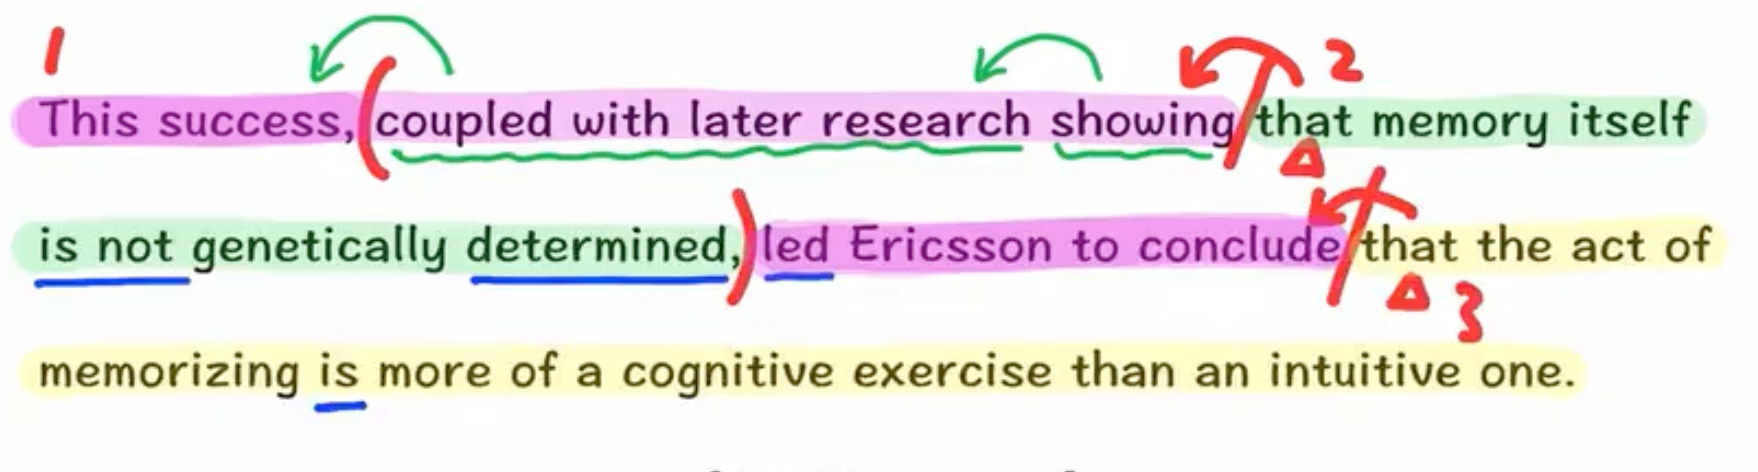 1 2
This success, (coupled with later research showing/that memory itself
is not genetically determined,) led Ericsson to conclude/that the act of
3
memorizing is more of a cognitive exercise than an intuitive one.